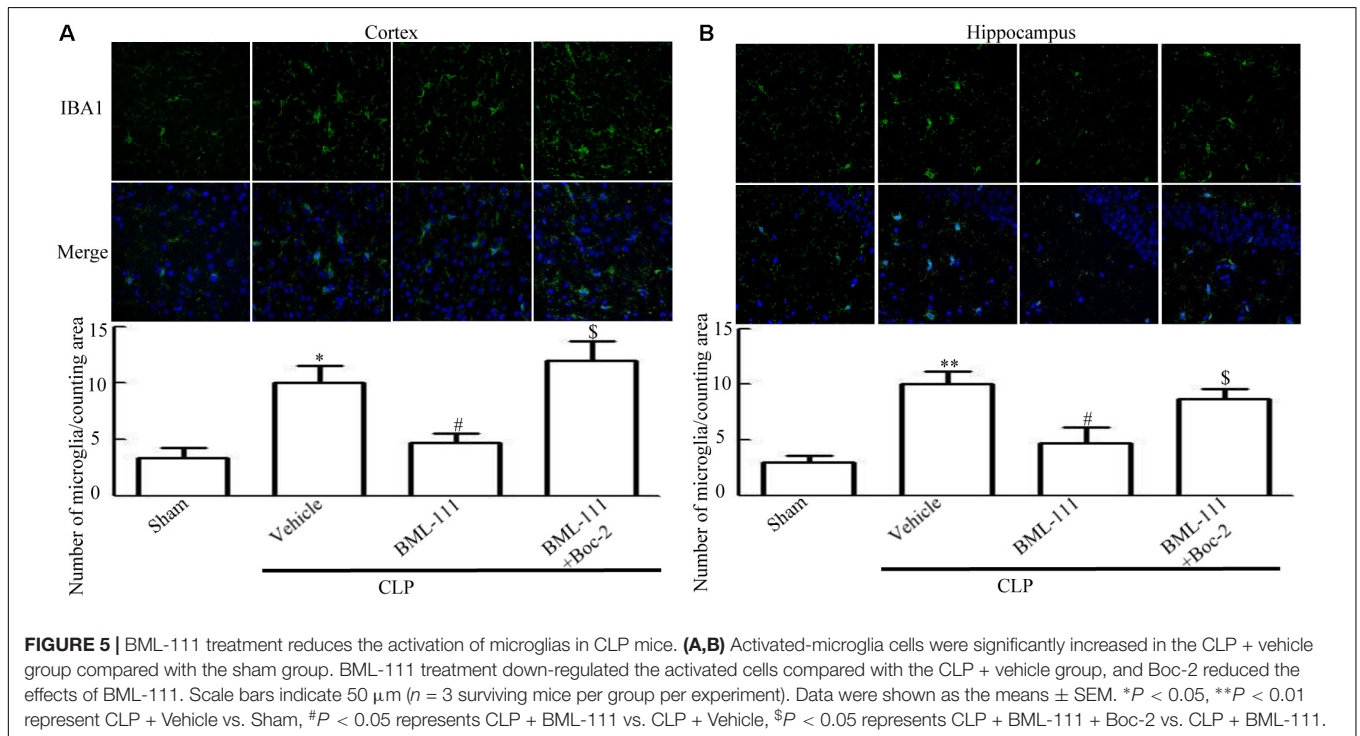 A Cortex
IBA1
Merge
Number of microglia/counting area
15
10
5
0
*
#
$
Sham
Vehicle
BML-111
BML-111
+Boc-2
CLP
B Hippocampus
Number of microglia/counting area
15
10
5
0
**
#
$
Sham
Vehicle
BML-111
BML-111
+Boc-2
CLP
FIGURE 5 | BML-111 treatment reduces the activation of microglias in CLP mice. (A,B) Activated-microglia cells were significantly increased in the CLP + vehicle
group compared with the sham group. BML-111 treatment down-regulated the activated cells compared with the CLP + vehicle group, and Boc-2 reduced the
effects of BML-111. Scale bars indicate 50 μm (n = 3 surviving mice per group per experiment). Data were shown as the means ± SEM. *P < 0.05, **P < 0.01
represent CLP + Vehicle vs. Sham, #P < 0.05 represents CLP + BML-111 vs. CLP + Vehicle, $P < 0.05 represents CLP + BML-111 + Boc-2 vs. CLP + BML-111.